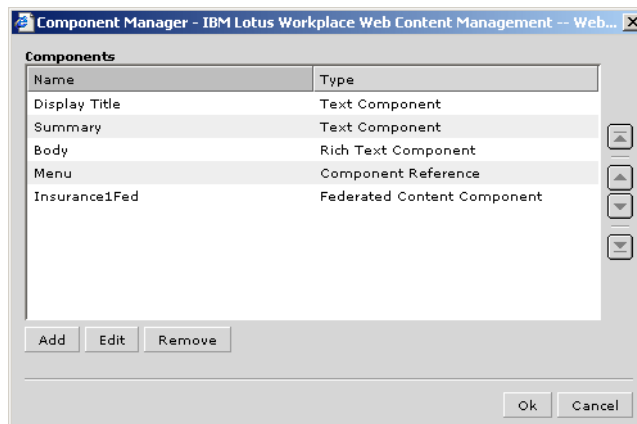 Component Manager - IBM Lotus Workplace Web Content Management -- Web...
Components
Name Type
Display Title Text Component
Summary Text Component
Body Rich Text Component
Menu Component Reference
Insurance1Fed Federated Content Component
Add Edit Remove
Ok Cancel